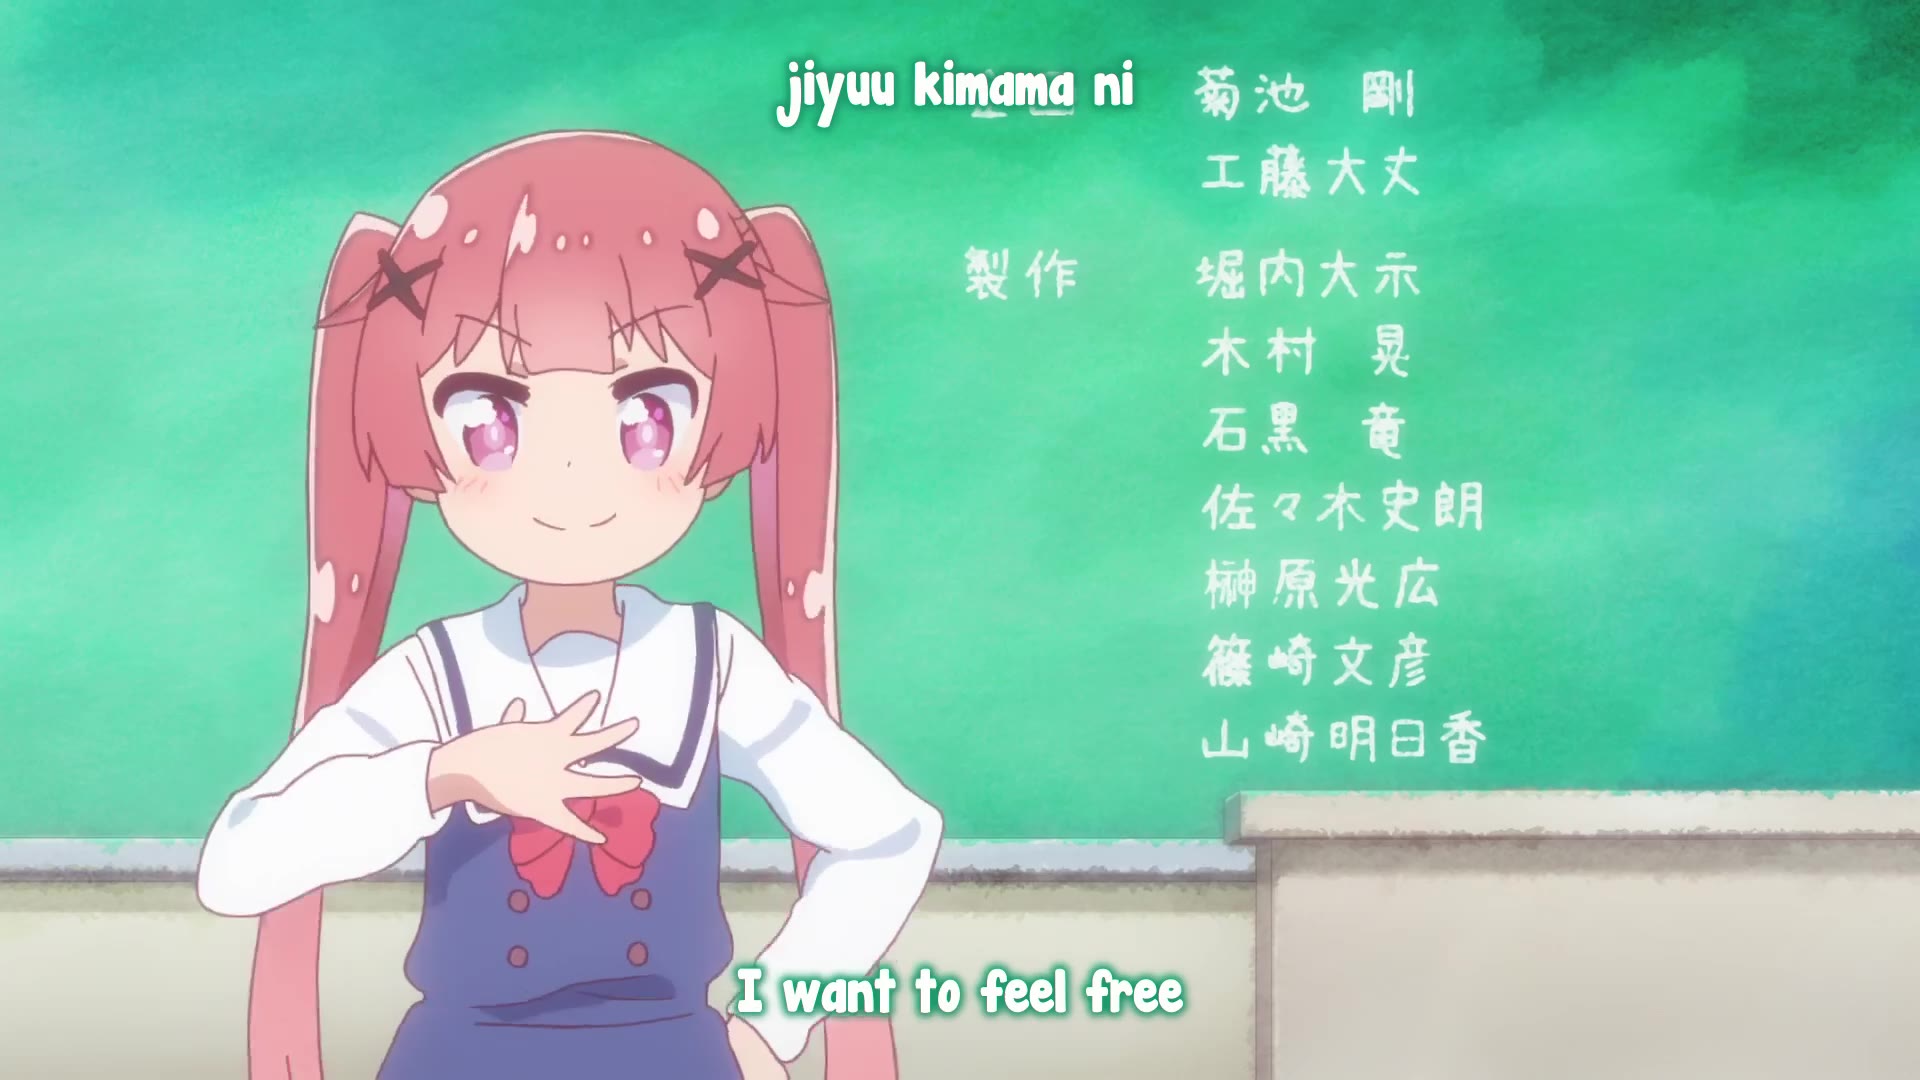 jiyuu kimama ni
菊池 剛
工藤大丈
製作 堀内大示
木村 晃
石黒 竜
佐々木史朗
榊原光広
篠崎文彦
山崎明日香
I want to feel free